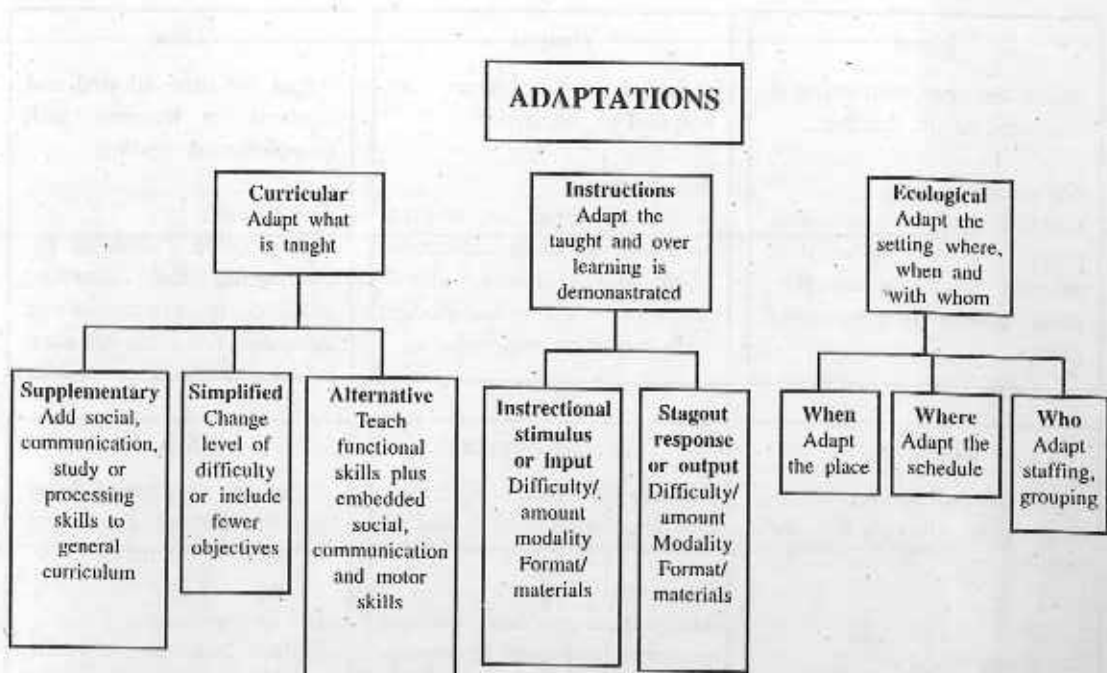 ADAPTATIONS
Curricular
Adapt what
is taught
Instructions
Adapt the
taught and over
learning is
demonastrated
Ecological
Adapt the
setting where,
when and
with whom
Supplementary
Add social,
communication,
study or
processing
skills to
general
curriculum
Simplified
Change
level of
difficulty
or include
fewer
objectives
Alternative
Teach
functional
skills plus
embedded
social,
communication
and motor
skills
Instrectional
stimulus
or Input
Difficulty/
amount
modality
Format/
materials
Stagout
response
or output
Difficulty/
amount
Modality
Format/
materials
When
Adapt
the place
Where
Adapt the
schedule
Who
Adapt
staffing,
grouping